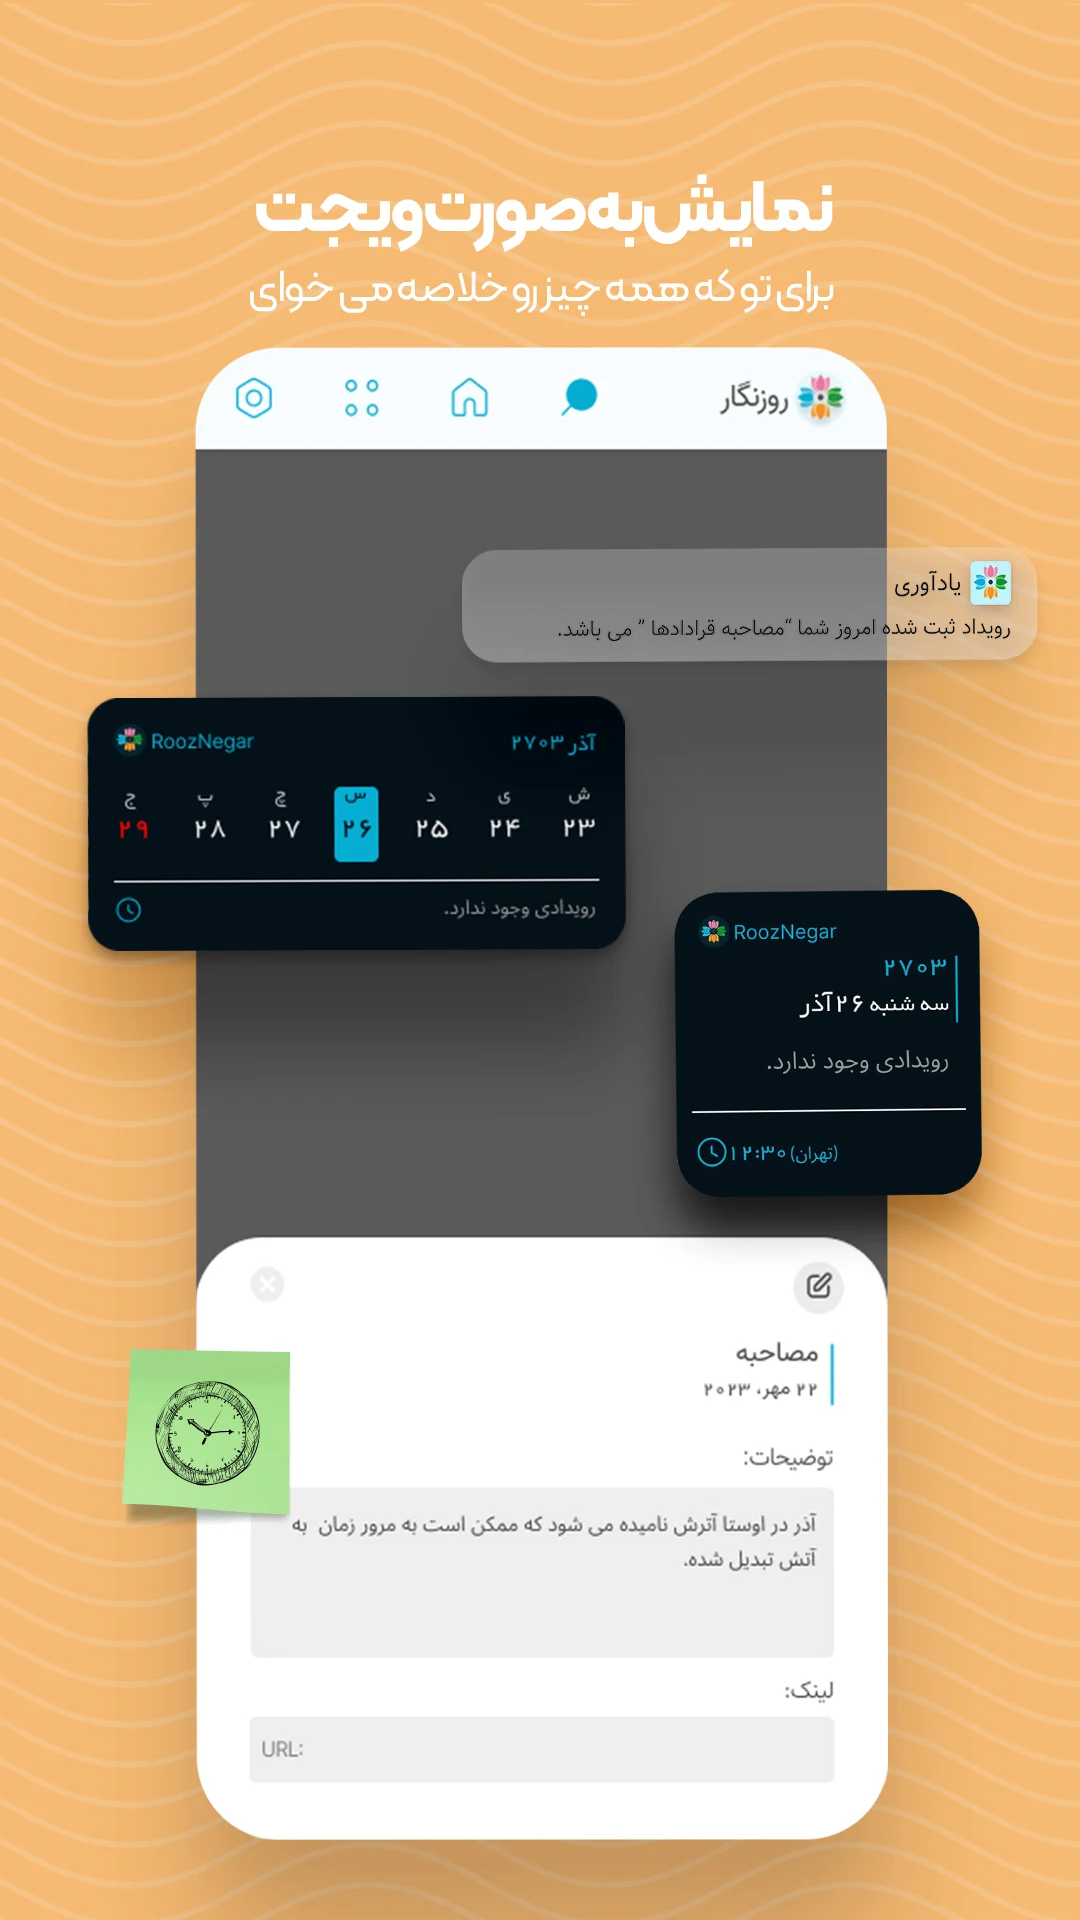 نمایش به صورت ویجت
برای تو که همه چیز رو خلاصه می خوای
روزنگار
یادآوری
رویداد ثبت شده امروز شما “مصاحبه قرادادها ” می باشد.
RoozNegar
آذر ۲۷۰۳
ش ی د س چ پ ج
۲۳ ۲۴ ۲۵ ۲۶ ۲۷ ۲۸ ۲۹
رویدادی وجود ندارد.
RoozNegar
۲۷۰۳
سه شنبه ۲۶ آذر
رویدادی وجود ندارد.
۱۲:۳۰ (تهران)
مصاحبه
۲۲ مهر، ۲۰۲۳
توضیحات:
آذر در اوستا آترش نامیده می شود که ممکن است به مرور زمان به
آتش تبدیل شده.
لینک:
URL: